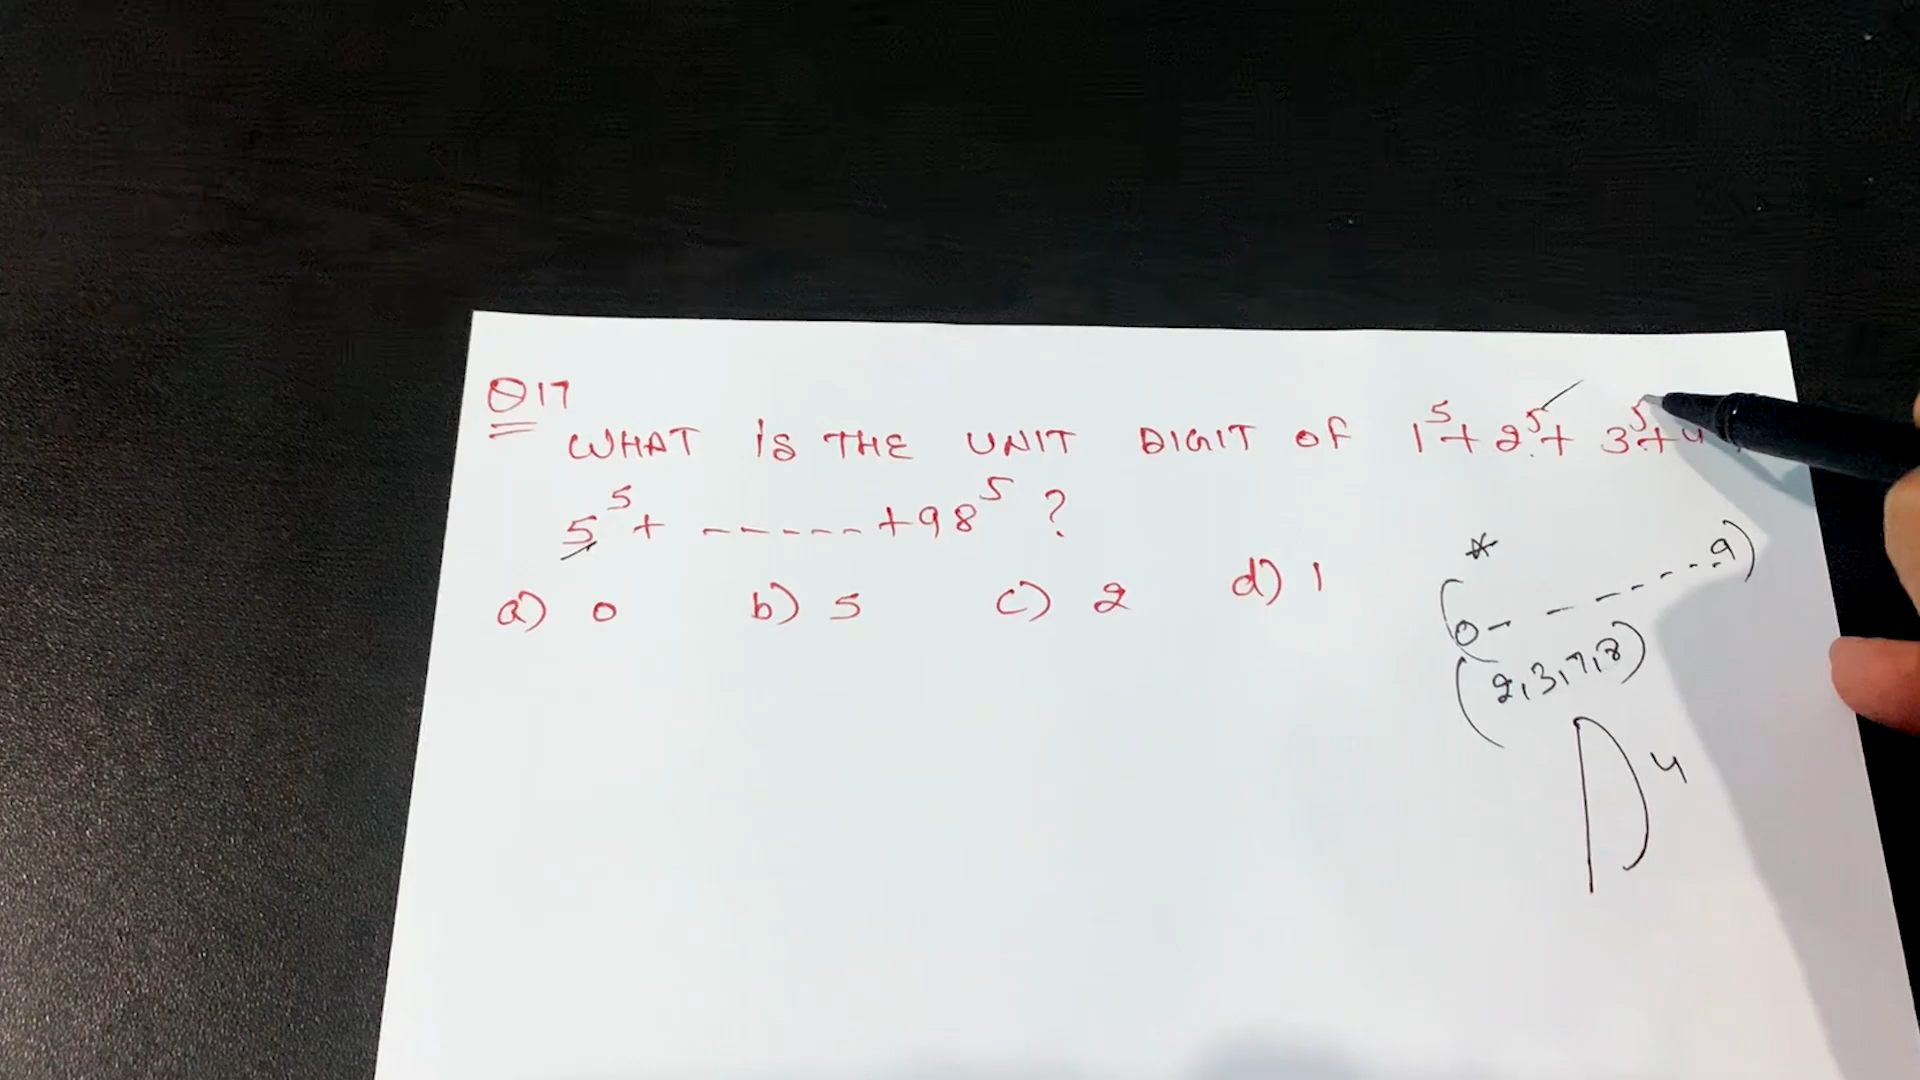 Q17
WHAT is THE UNIT DIGIT OF 1⁵+ 2⁵+ 3⁵+ 4
5⁵+ ----- +98⁵ ?
a) 0 b) 5 c) 2 d) 1
*
(0- - - - - - 9)
(2,3,7,8)
4